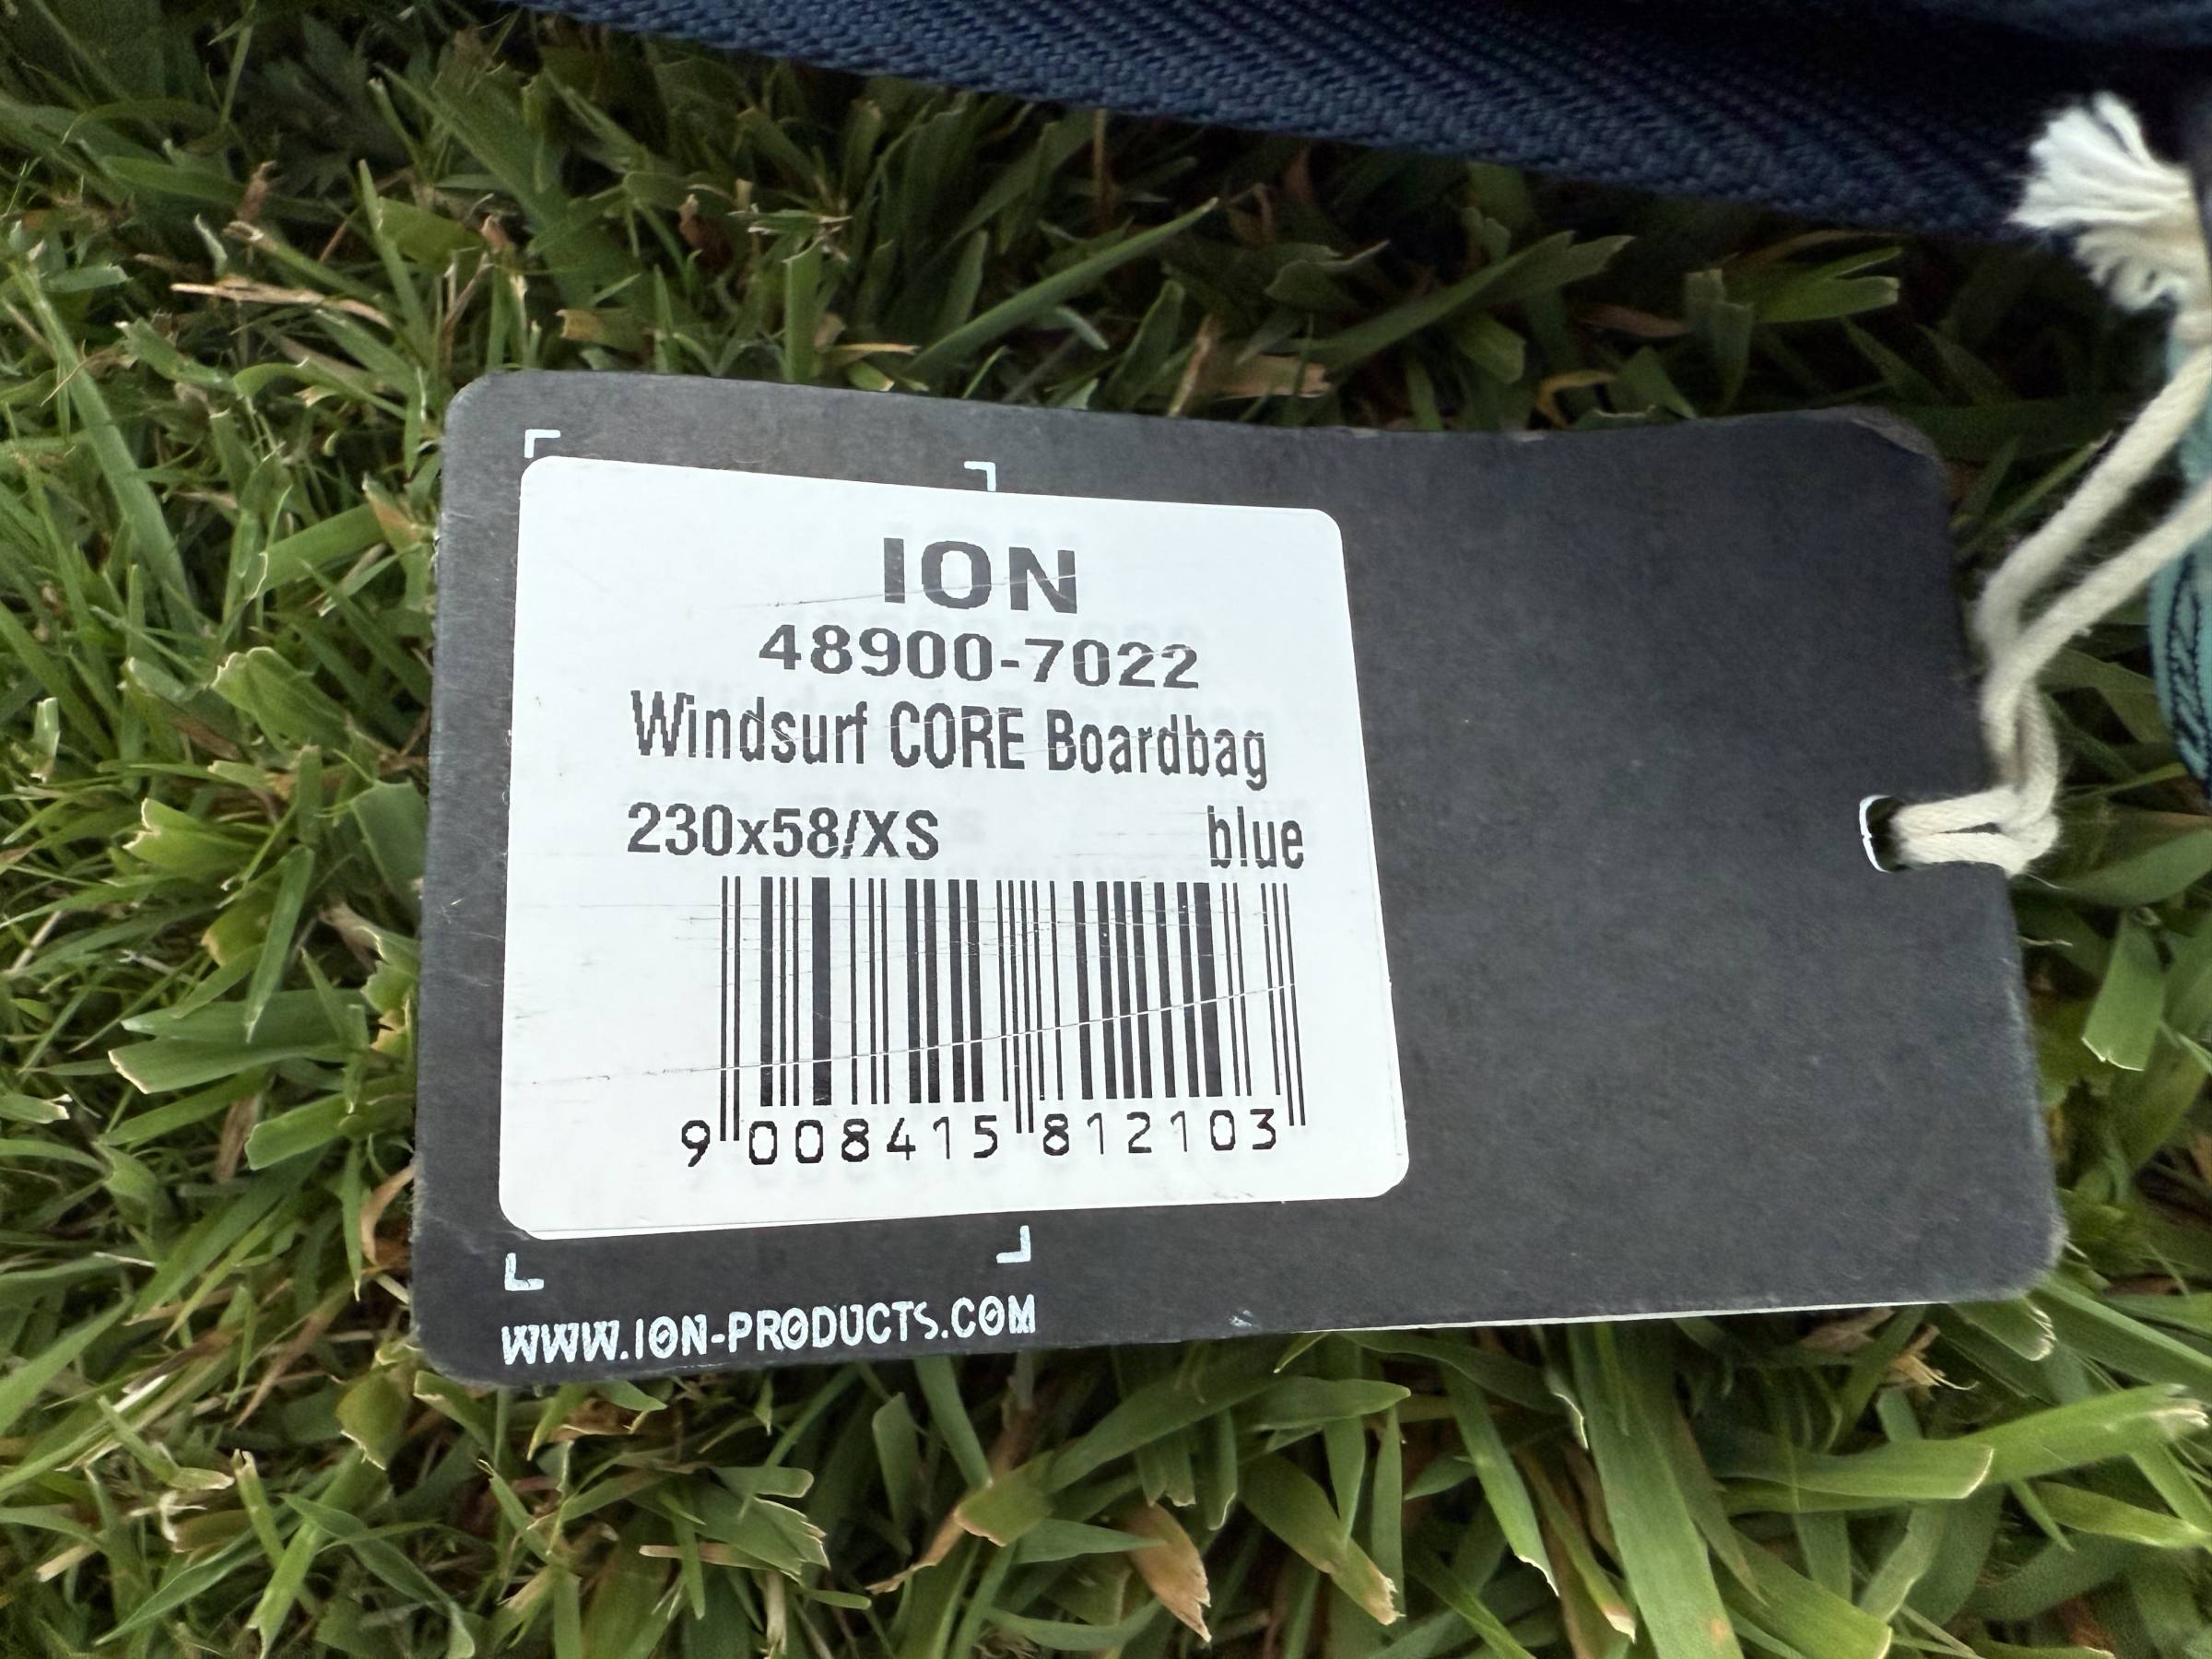 ION
48900-7022
Windsurf CORE Boardbag
230x58/XS blue
9 008415 812103
WWW.ION-PRODUCTS.COM